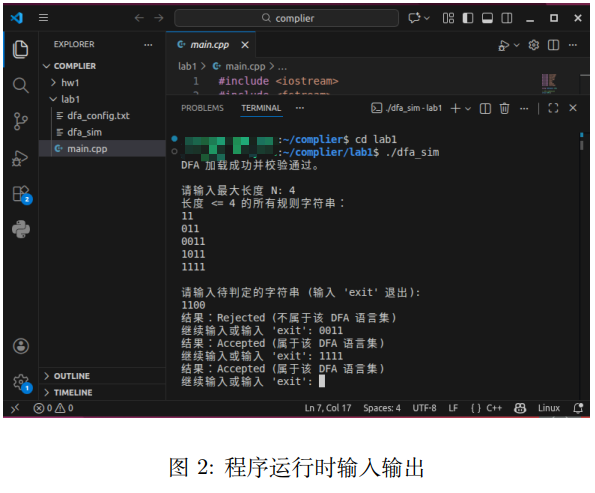 complier
EXPLORER
main.cpp
COMPLIER
hw1
lab1
dfa_config.txt
dfa_sim
main.cpp
OUTLINE
TIMELINE
lab1 > main.cpp > ...
1 #include <iostream>
2 #include <fstream>
PROBLEMS TERMINAL ... ./dfa_sim - lab1
:~/complier$ cd lab1
:~/complier/lab1$ ./dfa_sim
DFA 加载成功并校验通过。
请输入最大长度 N: 4
长度 <= 4 的所有规则字符串：
11
011
0011
1011
1111
请输入待判定的字符串 (输入 'exit' 退出):
1100
结果：Rejected (不属于该 DFA 语言集)
继续输入或输入 'exit': 0011
结果：Accepted (属于该 DFA 语言集)
继续输入或输入 'exit': 1111
结果：Accepted (属于该 DFA 语言集)
继续输入或输入 'exit':
2
1
0 0 Ln 7, Col 17 Spaces: 4 UTF-8 LF { } C++ Linux
图 2: 程序运行时输入输出